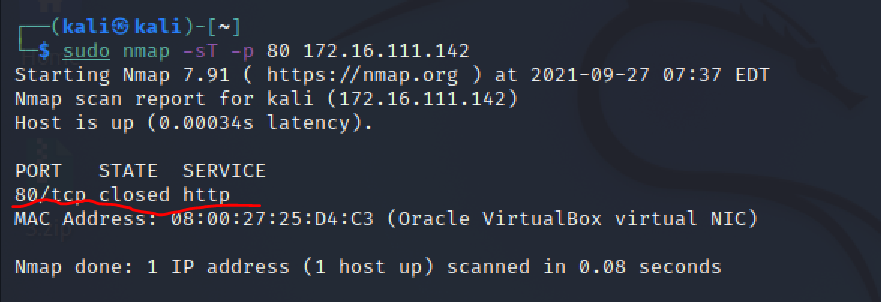 ┌──(kali㉿kali)-[~]
└─$ sudo nmap -sT -p 80 172.16.111.142
Starting Nmap 7.91 ( https://nmap.org ) at 2021-09-27 07:37 EDT
Nmap scan report for kali (172.16.111.142)
Host is up (0.00034s latency).
PORT   STATE  SERVICE
80/tcp closed http
MAC Address: 08:00:27:25:D4:C3 (Oracle VirtualBox virtual NIC)
Nmap done: 1 IP address (1 host up) scanned in 0.08 seconds